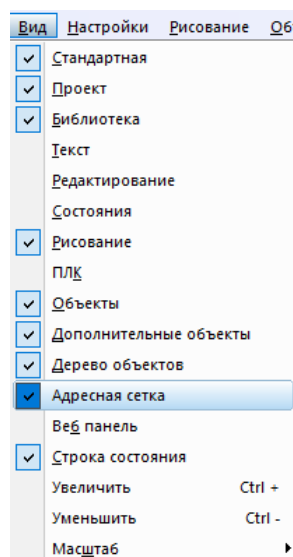 Вид Настройки Рисование Об
Стандартная
Проект
Библиотека
Текст
Редактирование
Состояния
Рисование
ПЛК
Объекты
Дополнительные объекты
Дерево объектов
Адресная сетка
Веб панель
Строка состояния
Увеличить Ctrl +
Уменьшить Ctrl -
Масштаб